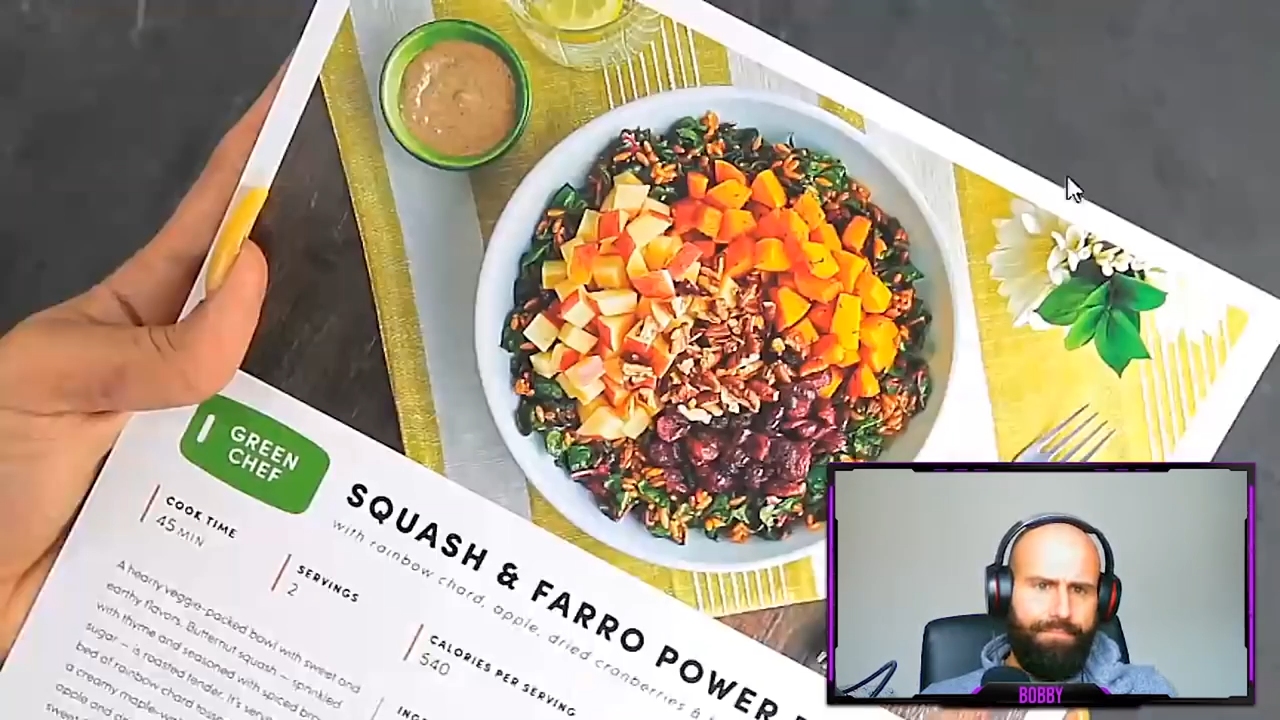 GREEN
CHEF
SQUASH & FARRO POWER
with rainbow chard, apple, dried cranberries &
COOK TIME
45 MIN
SERVINGS
2
CALORIES PER SERVING
540
A hearty veggie-packed bowl with sweet and
earthy flavors. Butternut squash — sprinkled
with thyme and seasoned with spiced
sugar — is roasted tender. It's
bed of rainbow chard
a creamy
apple and
BOBBY